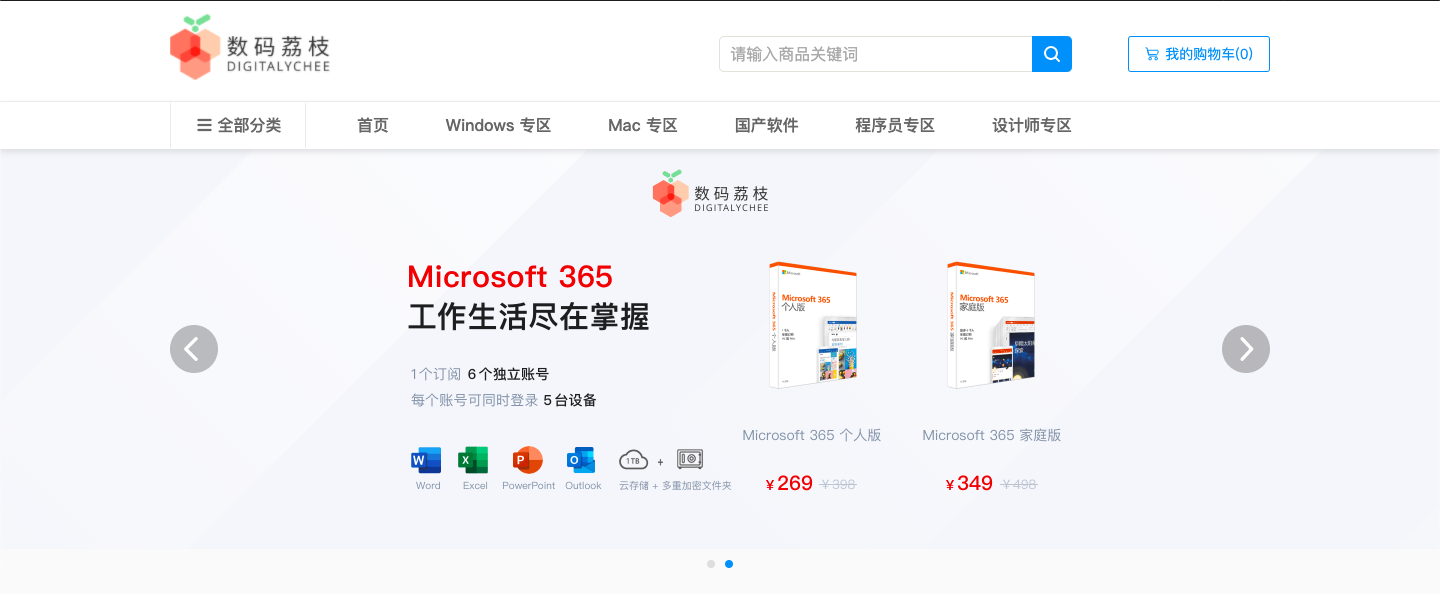 数码荔枝
DIGITALYCHEE
请输入商品关键词
我的购物车(0)
全部分类
首页
Windows 专区
Mac 专区
国产软件
程序员专区
设计师专区
数码荔枝
DIGITALYCHEE
Microsoft 365
工作生活尽在掌握
1个订阅 6个独立账号
每个账号可同时登录 5台设备
W
X
P
O
1TB
+
Word
Excel
PowerPoint
Outlook
云存储 + 多重加密文件夹
Microsoft
Microsoft 365
个人版
Microsoft 365 个人版
¥269 ¥398
Microsoft
Microsoft 365
家庭版
Microsoft 365 家庭版
¥349 ¥498